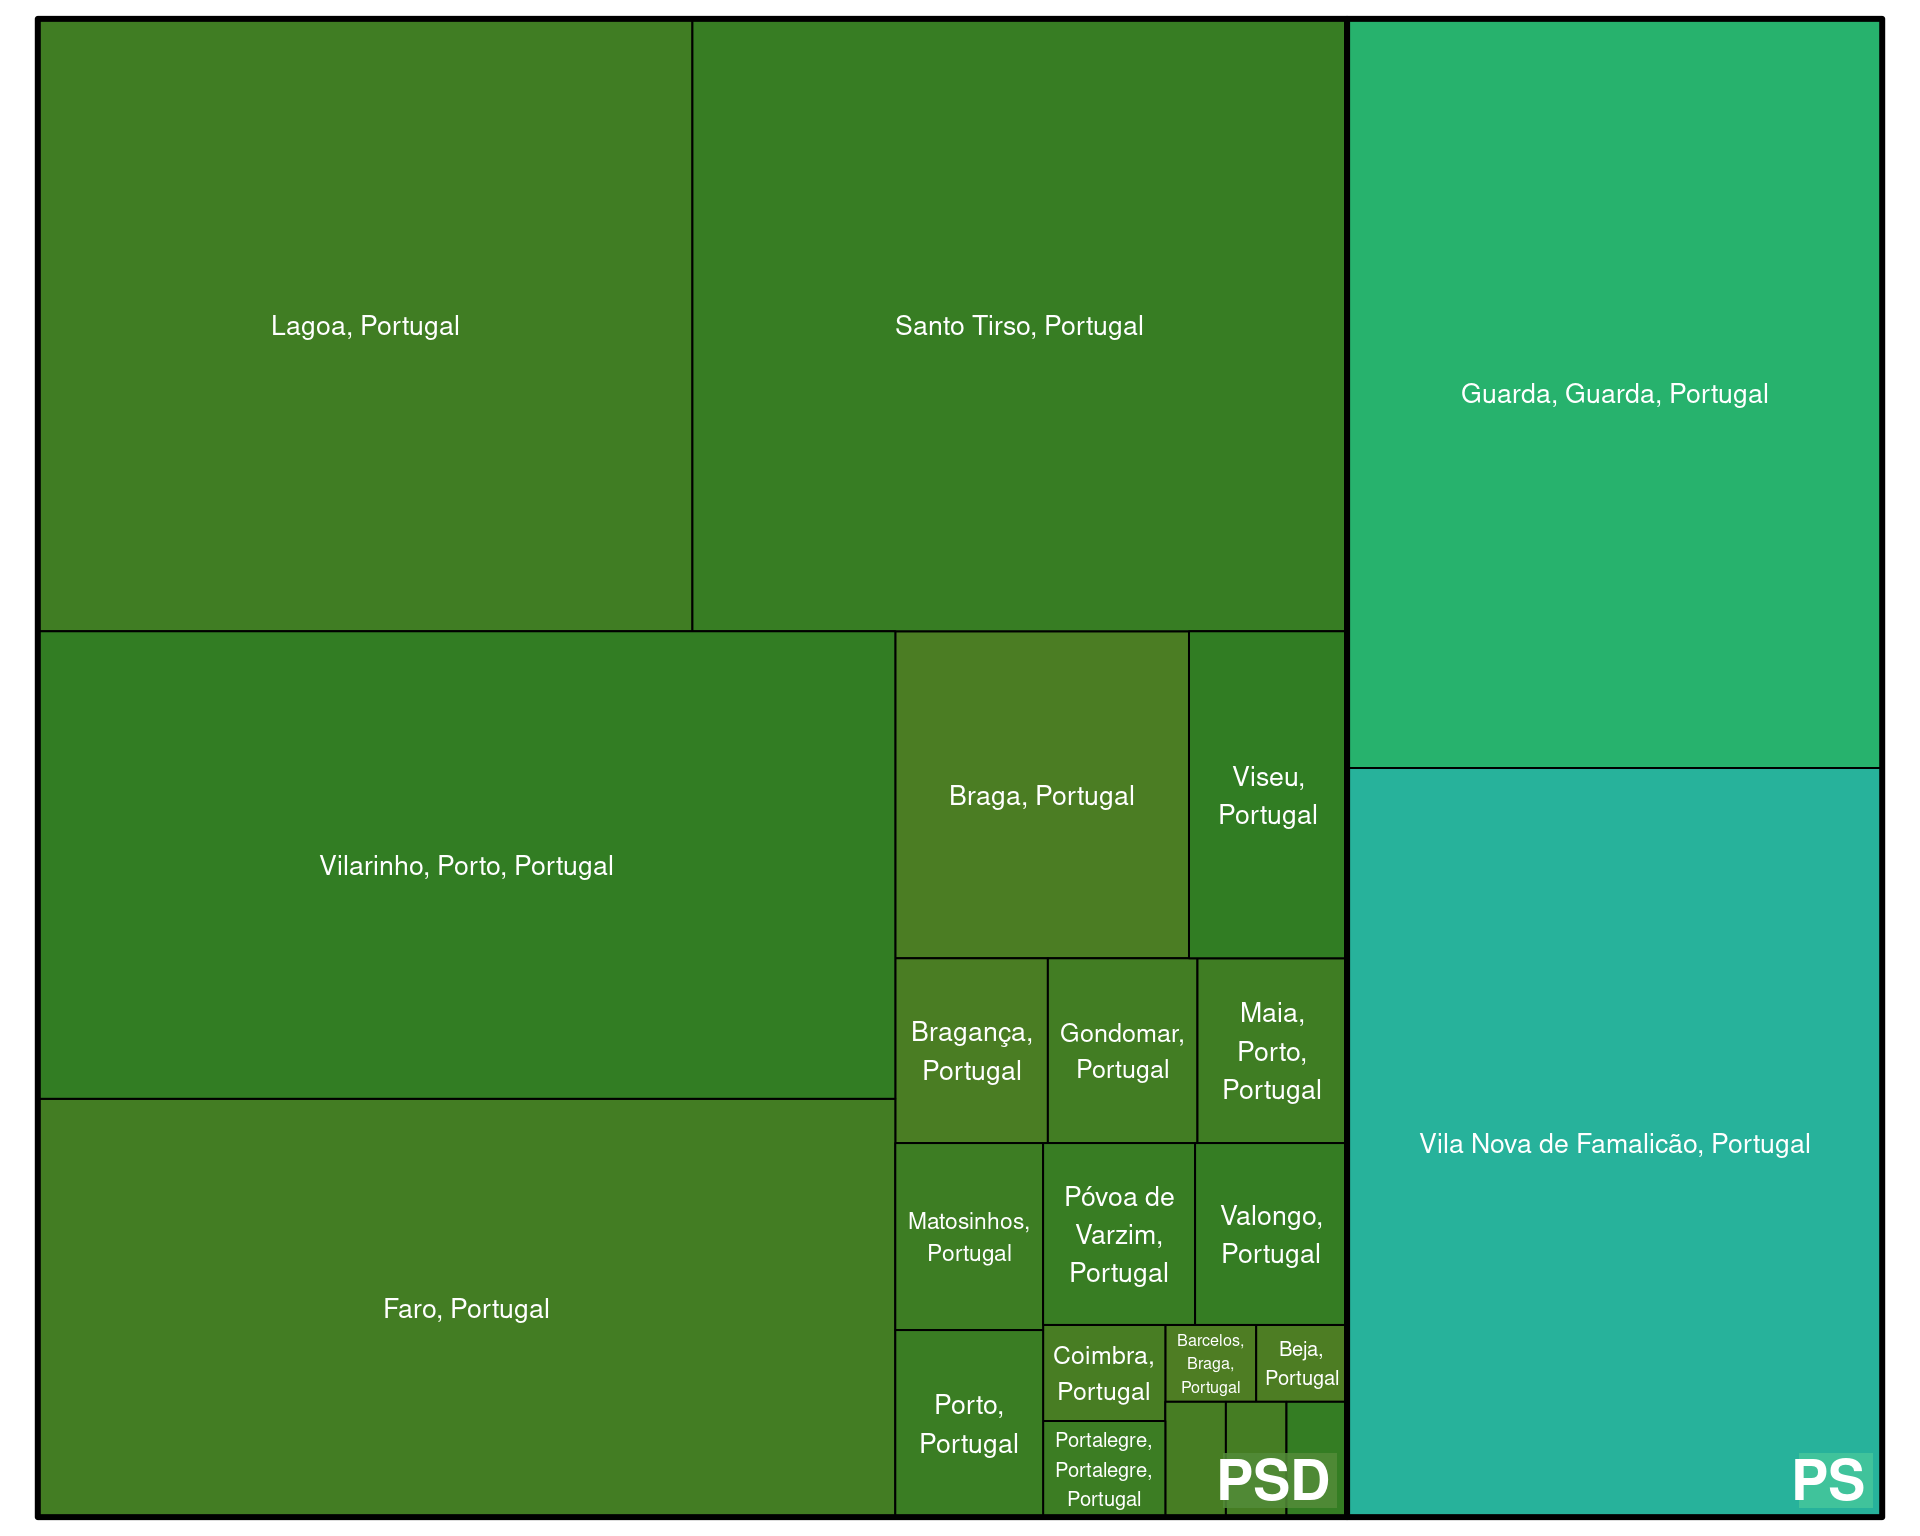 Lagoa, Portugal
Santo Tirso, Portugal
Guarda, Guarda, Portugal
Vilarinho, Porto, Portugal
Braga, Portugal
Viseu,
Portugal
Bragança,
Portugal
Gondomar,
Portugal
Maia,
Porto,
Portugal
Vila Nova de Famalicão, Portugal
Faro, Portugal
Matosinhos,
Portugal
Póvoa de
Varzim,
Portugal
Valongo,
Portugal
Porto,
Portugal
Coimbra,
Portugal
Barcelos,
Braga,
Portugal
Beja,
Portugal
Portalegre,
Portalegre,
Portugal
PSD
PS